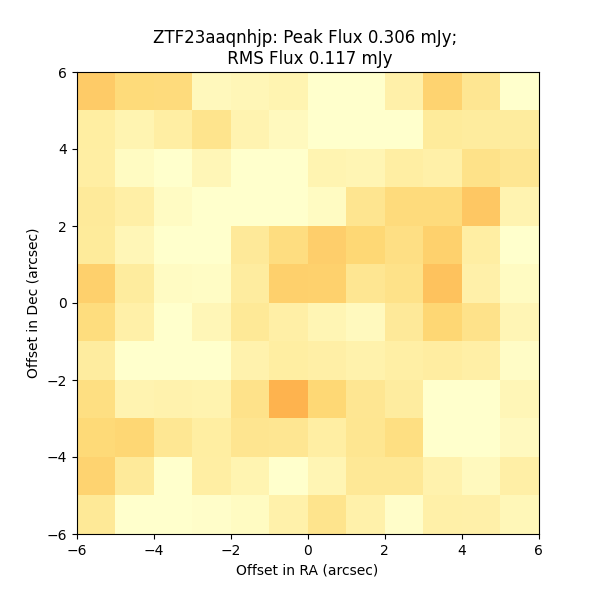 ZTF23aaqnhjp: Peak Flux 0.306 mJy;
RMS Flux 0.117 mJy
6
4
2
0
−2
−4
−6
Offset in Dec (arcsec)
−6 −4 −2 0 2 4 6
Offset in RA (arcsec)